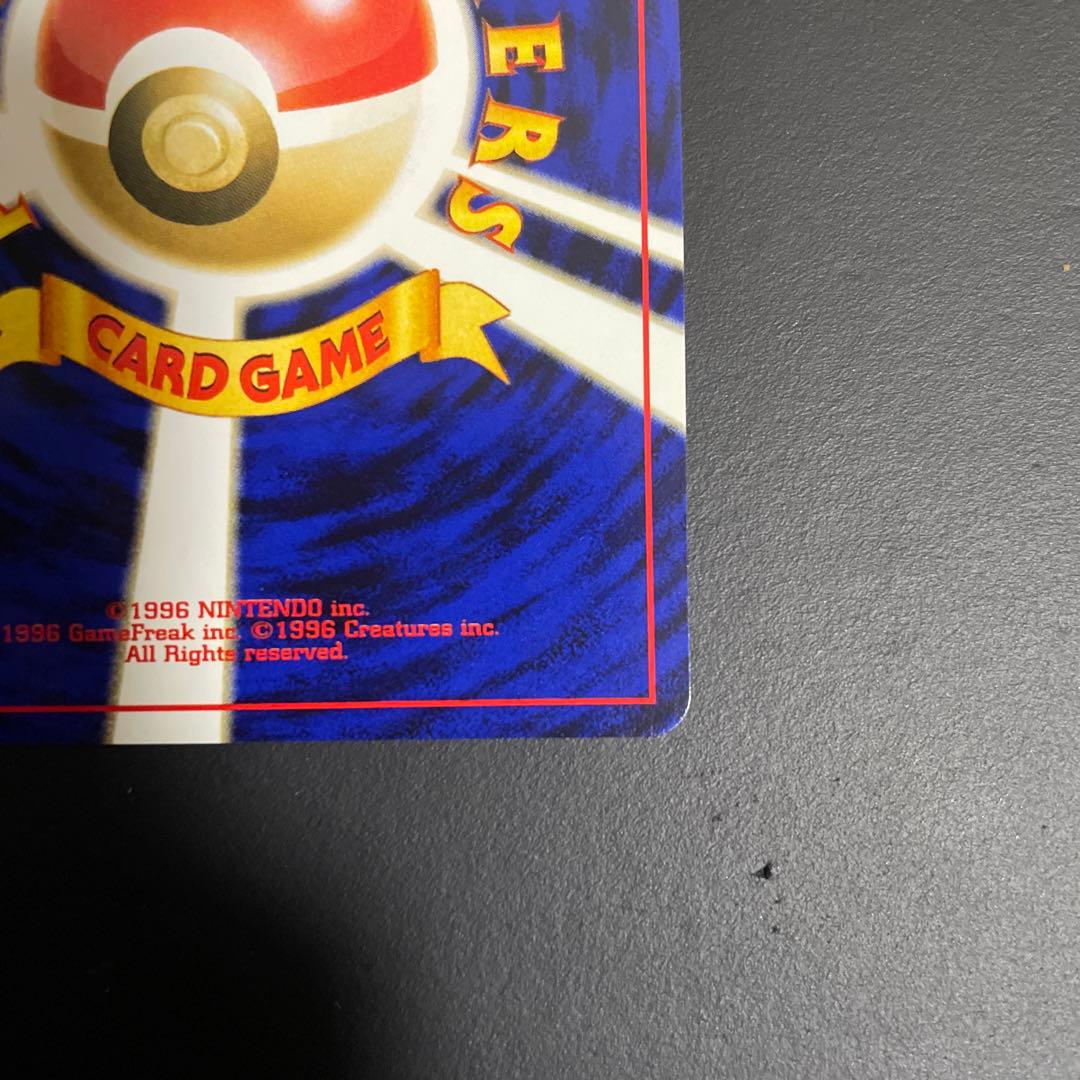 ERS
CARD GAME
©1996 NINTENDO inc.
1996 GameFreak inc. ©1996 Creatures inc.
All Rights reserved.